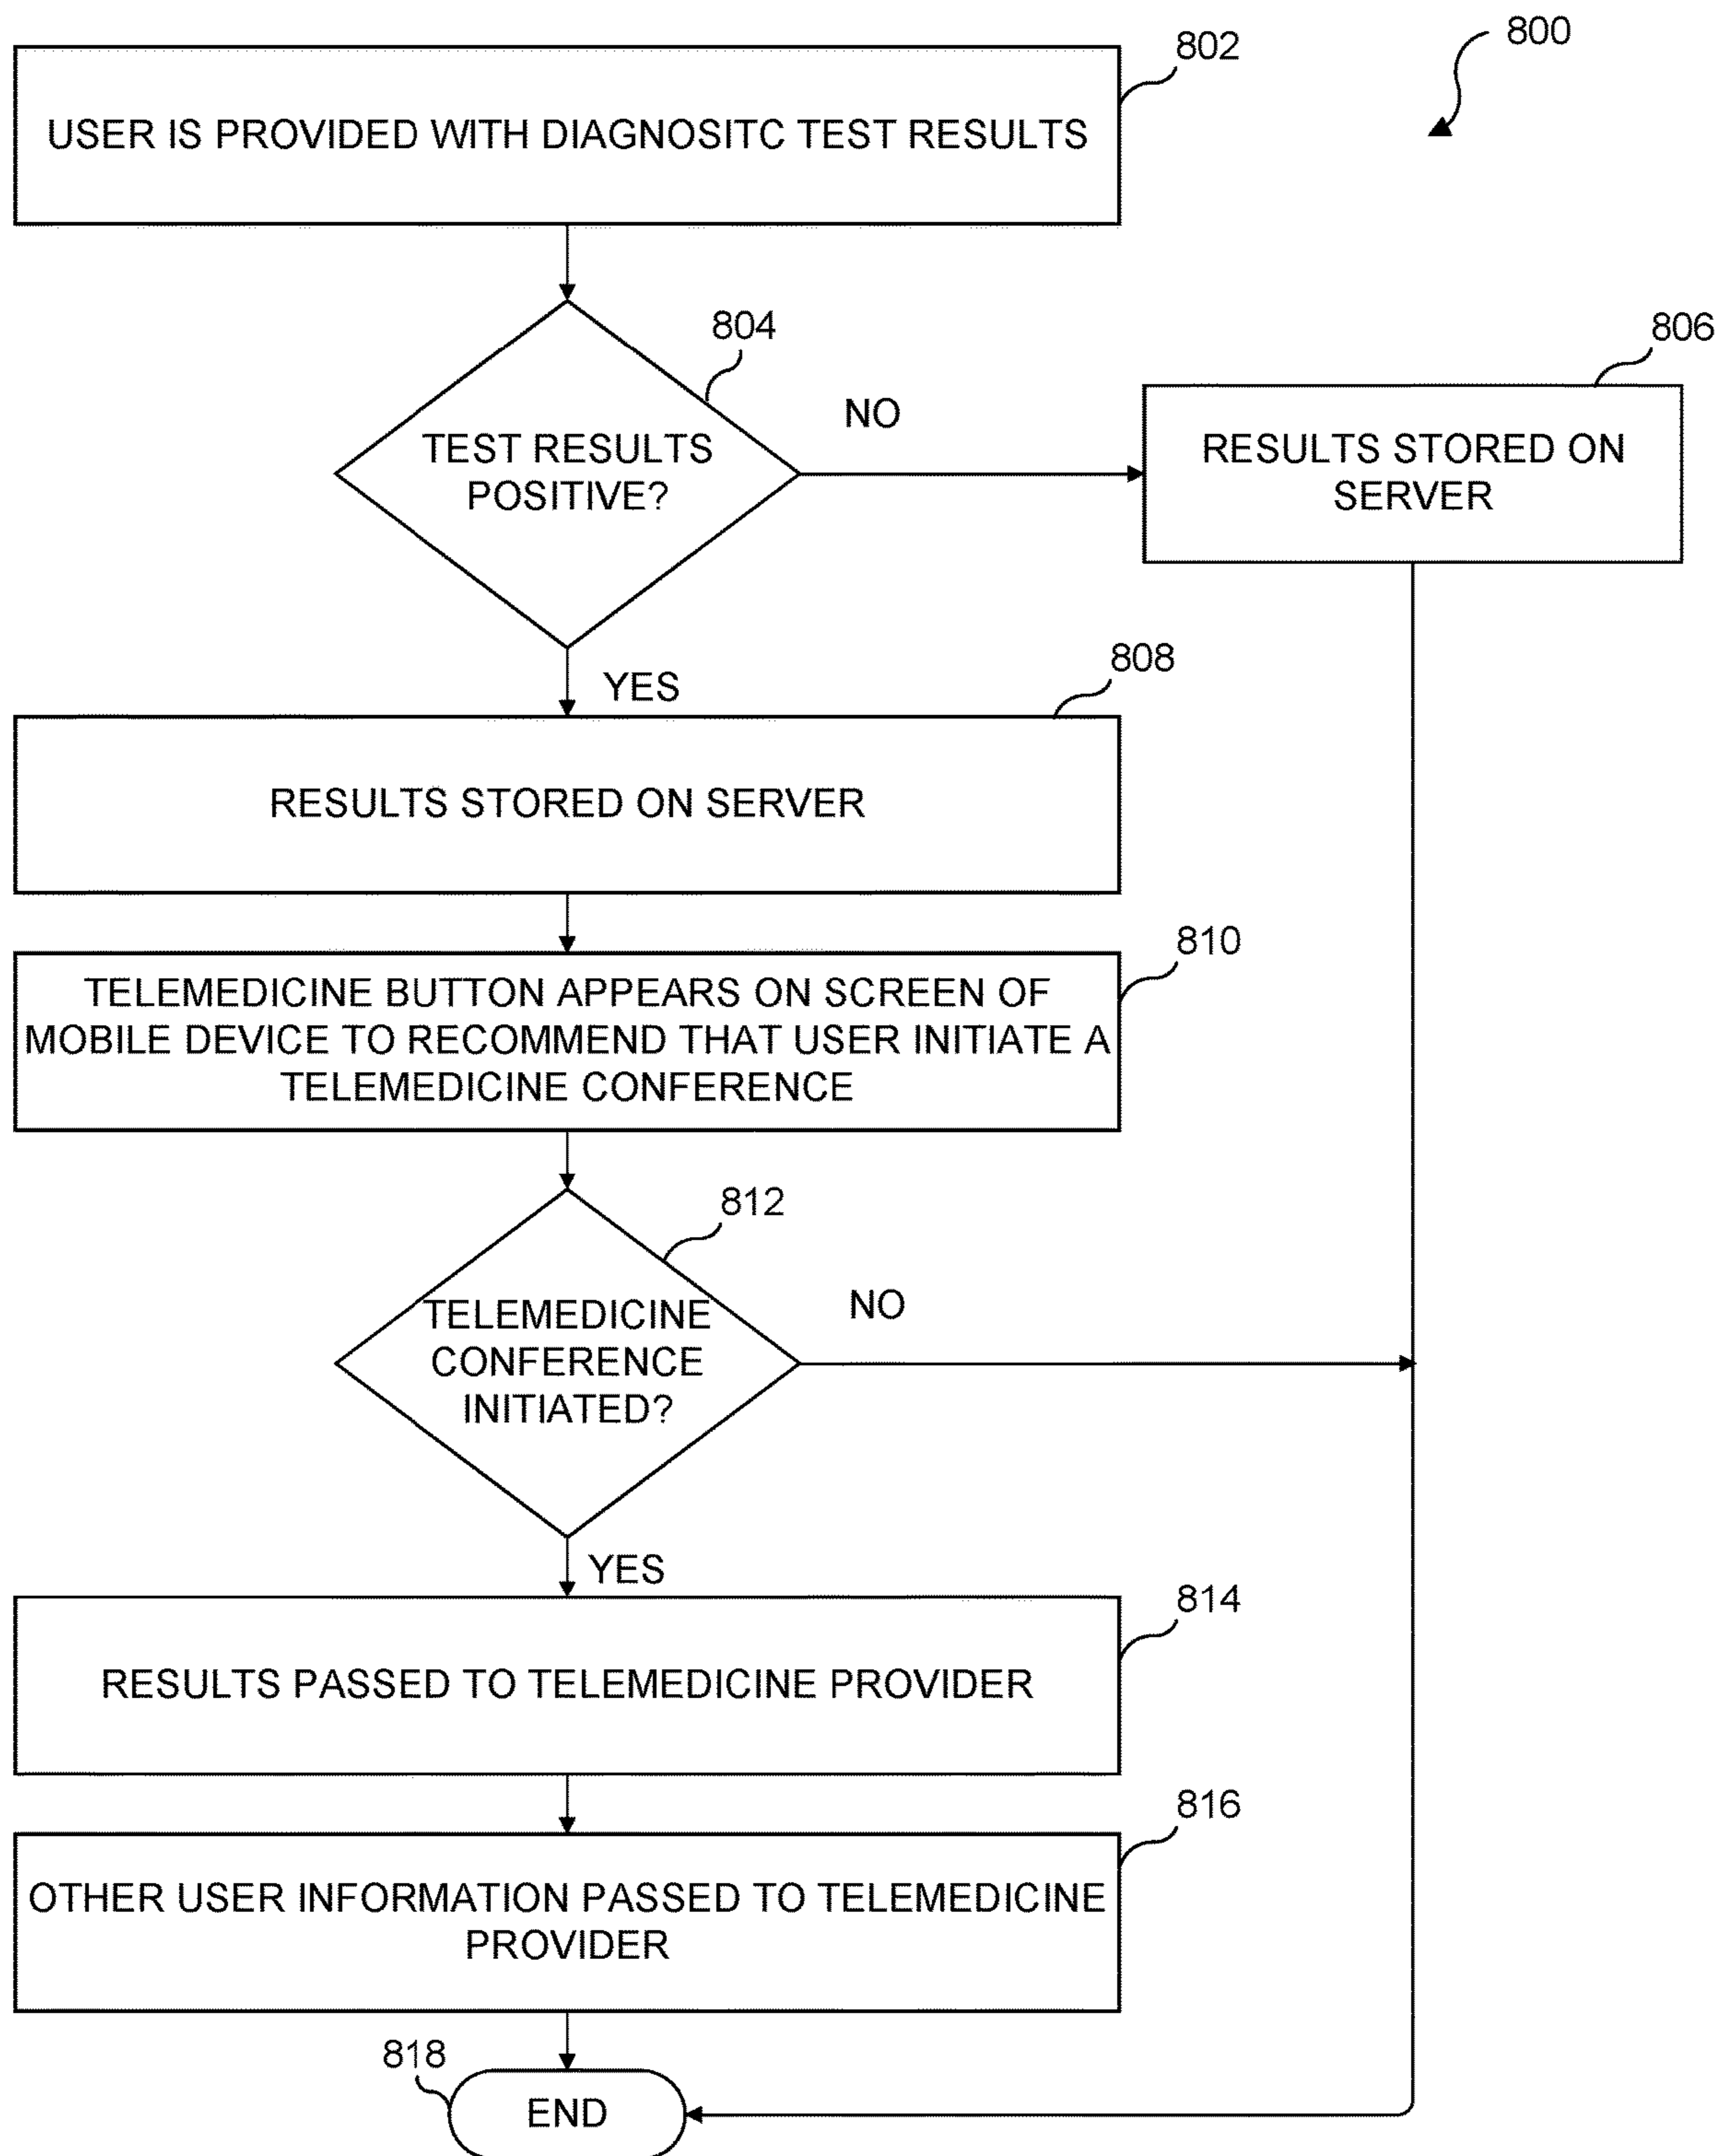 800
802
USER IS PROVIDED WITH DIAGNOSITC TEST RESULTS
804
TEST RESULTS
POSITIVE?
NO
806
RESULTS STORED ON
SERVER
YES
808
RESULTS STORED ON SERVER
810
TELEMEDICINE BUTTON APPEARS ON SCREEN OF
MOBILE DEVICE TO RECOMMEND THAT USER INITIATE A
TELEMEDICINE CONFERENCE
812
TELEMEDICINE
CONFERENCE
INITIATED?
NO
YES
814
RESULTS PASSED TO TELEMEDICINE PROVIDER
816
OTHER USER INFORMATION PASSED TO TELEMEDICINE
PROVIDER
818
END